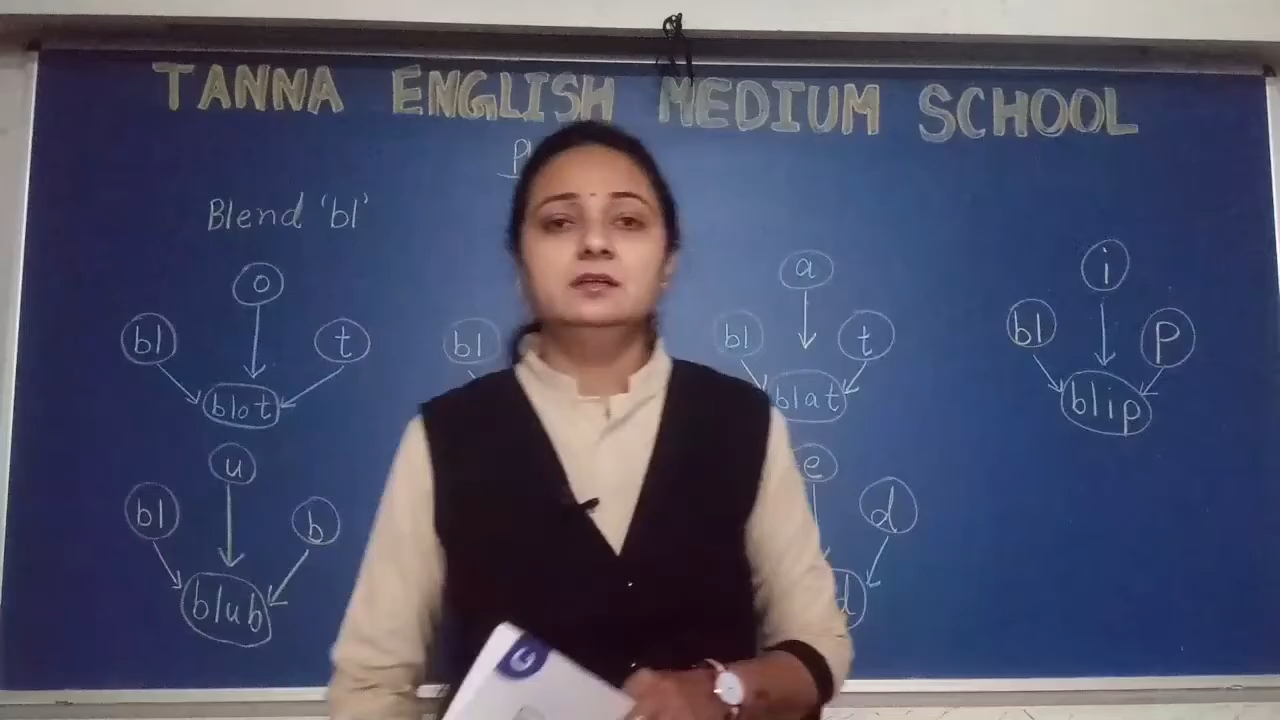 TANNA ENGLISH MEDIUM SCHOOL
Blend 'bl'
o a i
bl t bl bl t bl p
blot blat blip
u e
bl b d
blub